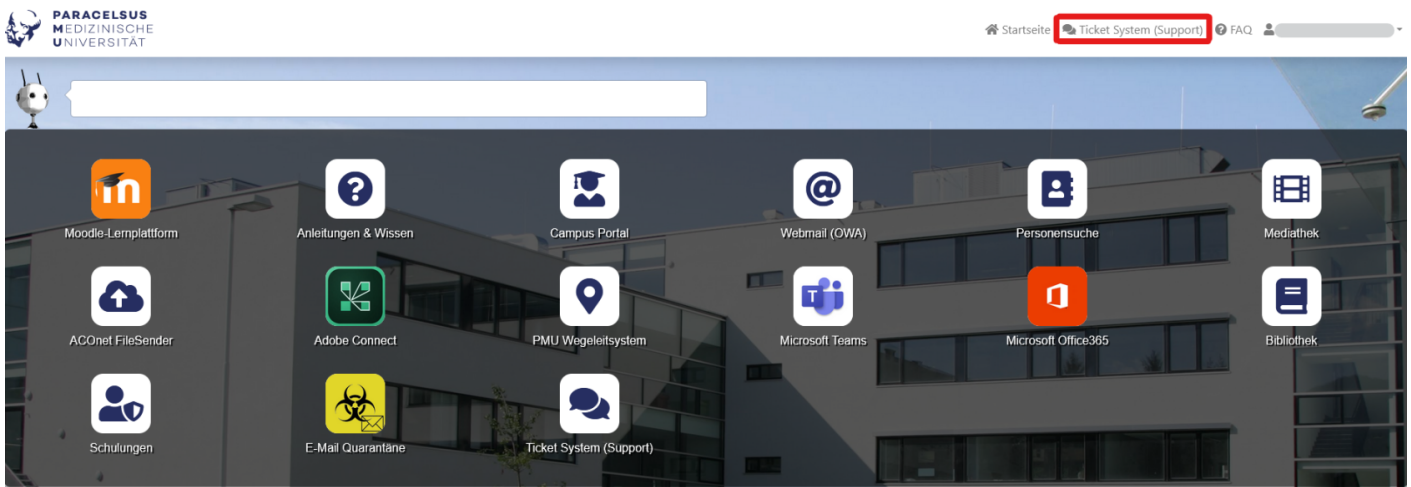 PARACELSUS
MEDIZINISCHE
UNIVERSITÄT
Startseite Ticket System (Support) FAQ
Moodle-Lernplattform Anleitungen & Wissen Campus Portal Webmail (OWA) Personensuche Mediathek
ACOnet FileSender Adobe Connect PMU Wegeleitsystem Microsoft Teams Microsoft Office365 Bibliothek
Schulungen E-Mail Quarantäne Ticket System (Support)